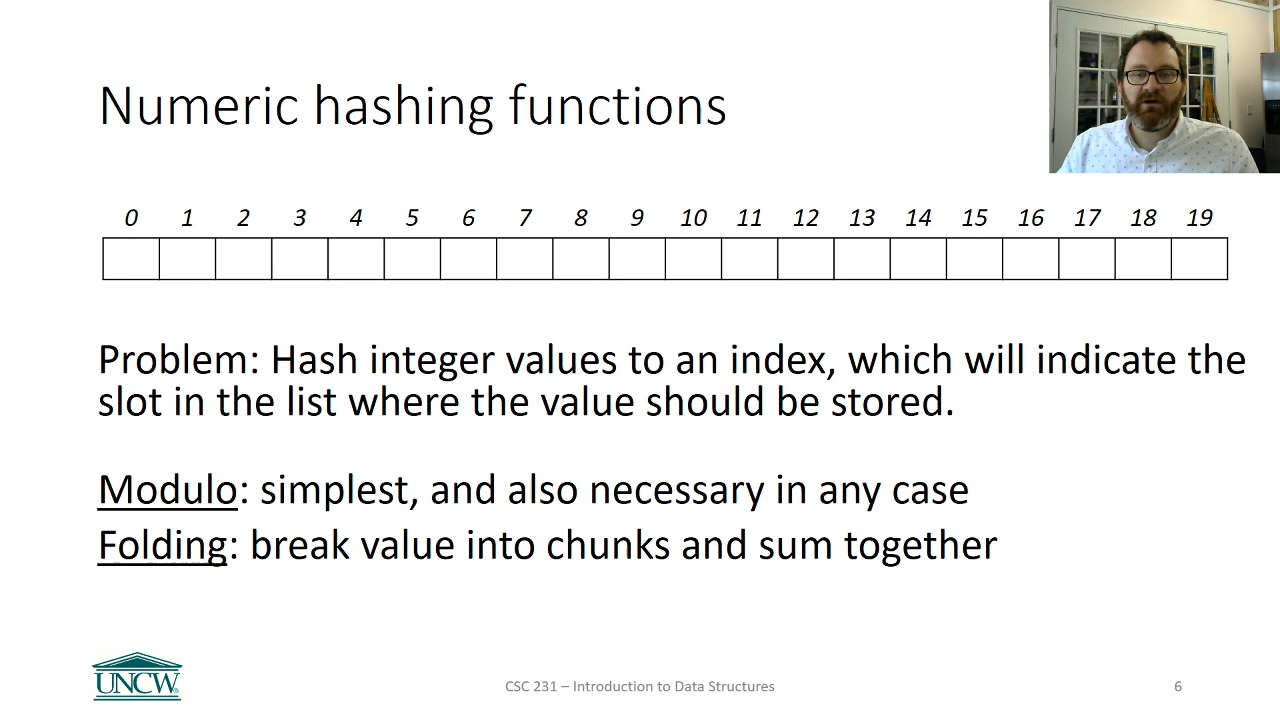 Numeric hashing functions
0 1 2 3 4 5 6 7 8 9 10 11 12 13 14 15 16 17 18 19
Problem: Hash integer values to an index, which will indicate the
slot in the list where the value should be stored.
Modulo: simplest, and also necessary in any case
Folding: break value into chunks and sum together
UNCW
CSC 231 – Introduction to Data Structures
6